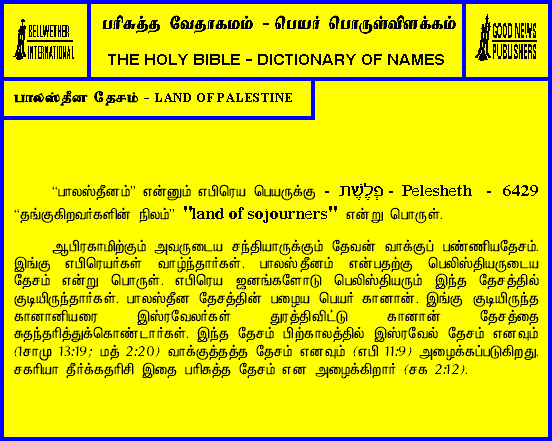 BELLWETHER
INTERNATIONAL
பரிசுத்த வேதாகமம் - பெயர் பொருள்விளக்கம்
THE HOLY BIBLE - DICTIONARY OF NAMES
GOOD NEWS
PUBLISHERS
பாலஸ்தீன தேசம் - LAND OF PALESTINE
“பாலஸ்தீனம்” என்னும் எபிரெய பெயருக்கு - פְּלֶשֶׁת - Pelesheth - 6429
“தங்குகிறவர்களின் நிலம்” "land of sojourners" என்று பொருள்.
ஆபிரகாமிற்கும் அவருடைய சந்தியாருக்கும் தேவன் வாக்குப் பண்ணியதேசம்.
இங்கு எபிரெயர்கள் வாழ்ந்தார்கள். பாலஸ்தீனம் என்பதற்கு பெலிஸ்தியருடைய
தேசம் என்று பொருள். எபிரெய ஜனங்களோடு பெலிஸ்தியரும் இந்த தேசத்தில்
குடியிருந்தார்கள். பாலஸ்தீன தேசத்தின் பழைய பெயர் கானான். இங்கு குடியிருந்த
கானானியரை இஸ்ரவேலர்கள் துரத்திவிட்டு கானான் தேசத்தை
சுதந்தரித்துக்கொண்டார்கள். இந்த தேசம் பிற்காலத்தில் இஸ்ரவேல் தேசம் எனவும்
(1சாமு 13:19; மத் 2:20) வாக்குத்தத்த தேசம் எனவும் (எபி 11:9) அழைக்கப்படுகிறது.
சகரியா தீர்க்கதரிசி இதை பரிசுத்த தேசம் என அழைக்கிறார் (சக 2:12).